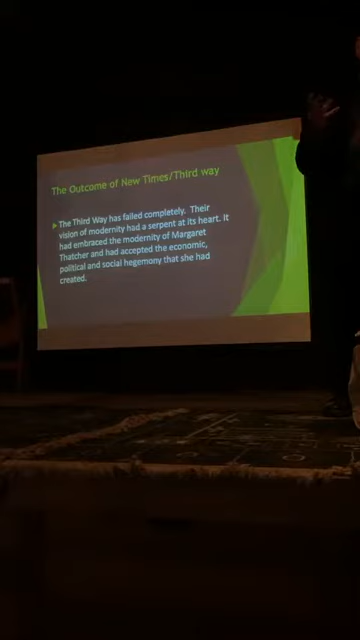 The Outcome of New Times/Third way
The Third Way has failed completely. Their
vision of modernity had a serpent at its heart. It
had embraced the modernity of Margaret
Thatcher and had accepted the economic,
political and social hegemony that she had
created.